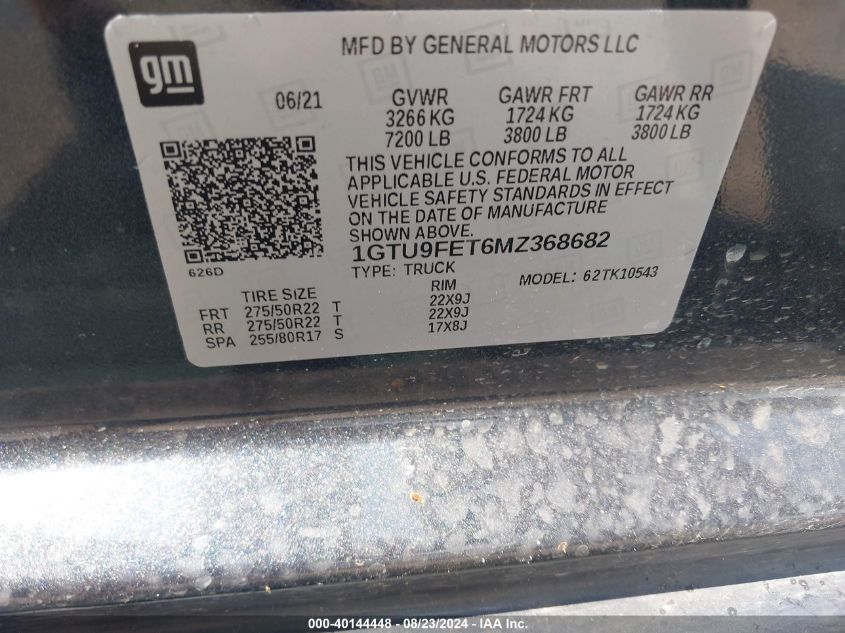 gm
MFD BY GENERAL MOTORS LLC
06/21 GVWR GAWR FRT GAWR RR
3266 KG 1724 KG 1724 KG
7200 LB 3800 LB 3800 LB
THIS VEHICLE CONFORMS TO ALL
APPLICABLE U.S. FEDERAL MOTOR
VEHICLE SAFETY STANDARDS IN EFFECT
ON THE DATE OF MANUFACTURE
SHOWN ABOVE.
626D
1GTU9FET6MZ368682
TYPE: TRUCK MODEL: 62TK10543
TIRE SIZE RIM
FRT 275/50R22 T 22X9J
RR 275/50R22 T 22X9J
SPA 255/80R17 S 17X8J
000-40144448 - 08/23/2024 - Copyright © IAA, Inc.